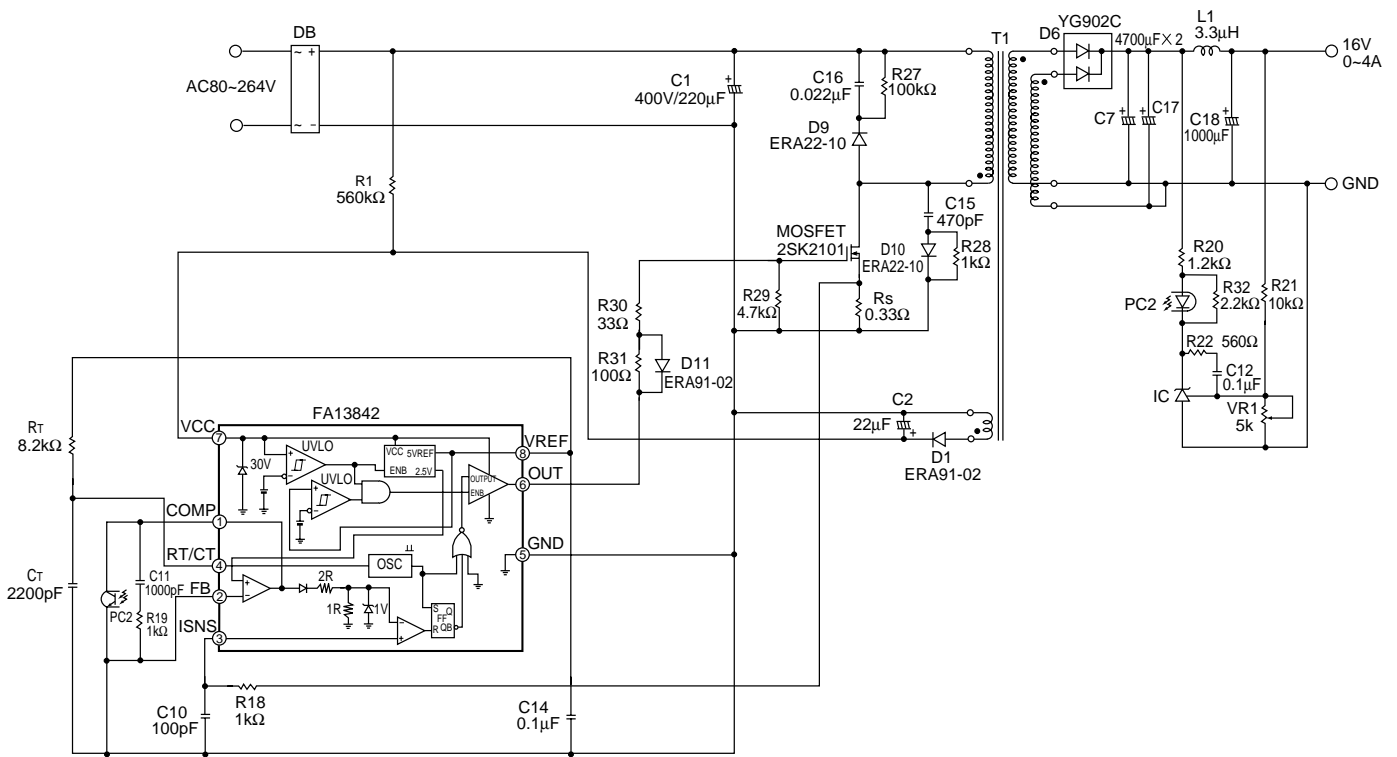 DB
AC80~264V
~ +
~ −
R1
560kΩ
C1
400V/220µF
+
C16
0.022µF
R27
100kΩ
D9
ERA22-10
T1
YG902C
D6
4700µF×2
L1
3.3µH
16V
0~4A
C7
+
C17
+
C18
1000µF
+
GND
MOSFET
2SK2101
C15
470pF
D10
ERA22-10
R28
1kΩ
R29
4.7kΩ
Rs
0.33Ω
R30
33Ω
R31
100Ω
D11
ERA91-02
R20
1.2kΩ
R32
2.2kΩ
R21
10kΩ
PC2
R22 560Ω
C12
0.1µF
IC
VR1
5k
C2
22µF
+
D1
ERA91-02
RT
8.2kΩ
CT
2200pF
FA13842
VCC
7
30V
UVLO
+
−
UVLO
+
−
VCC 5VREF
ENB 2.5V
OUTPUT
ENB
VREF
8
OUT
6
GND
5
COMP
1
RT/CT
4
FB
2
ISNS
3
OSC
+
−
2R
1R
1V
−
+
S Q
FF
R QB
PC2
C11
1000pF
R19
1kΩ
R18
1kΩ
C10
100pF
C14
0.1µF